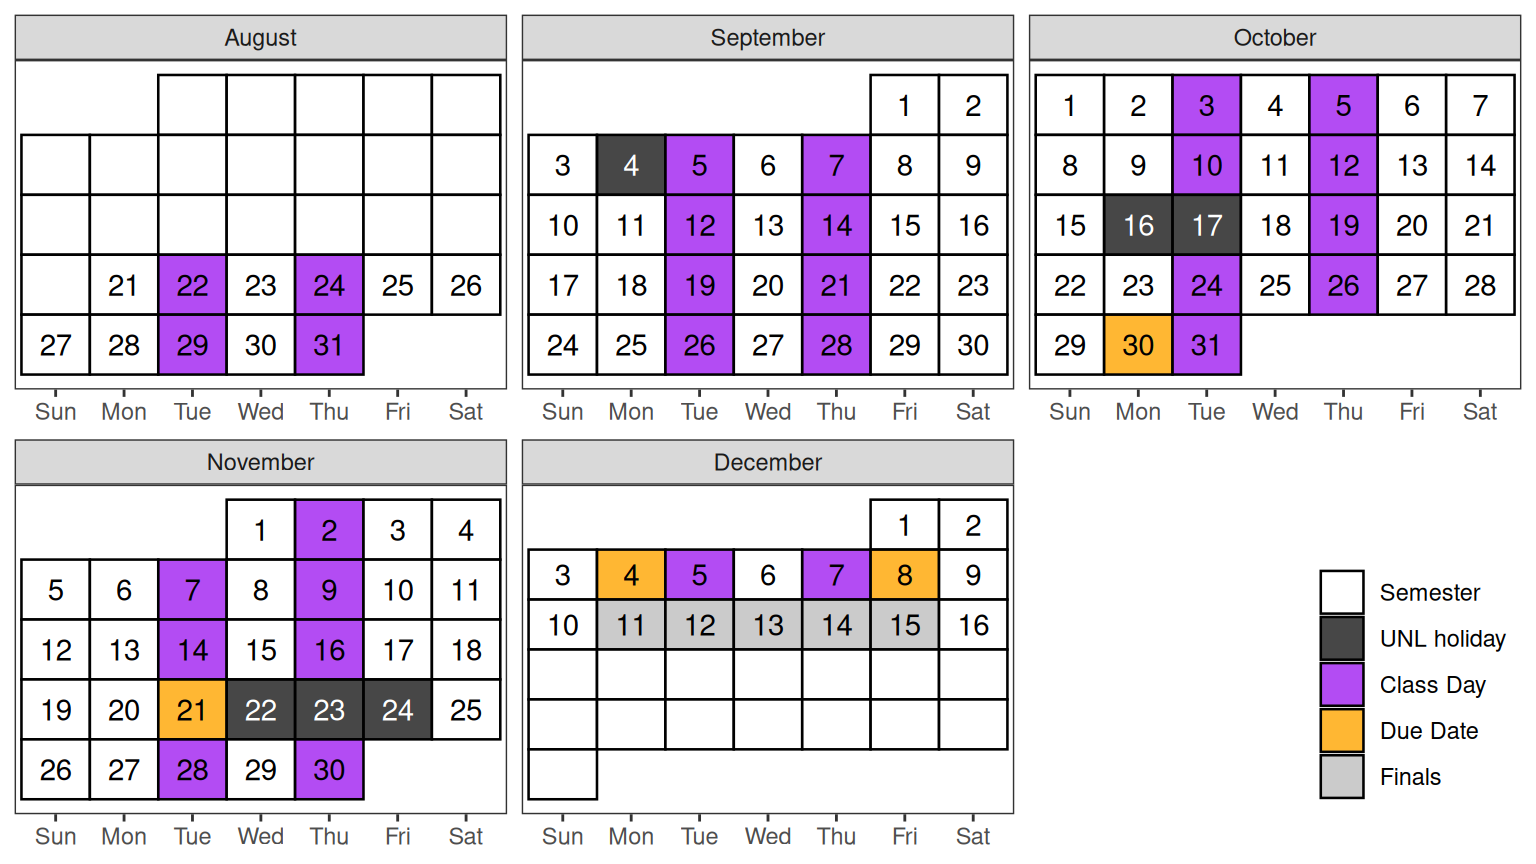 August
21 22 23 24 25 26
27 28 29 30 31
Sun Mon Tue Wed Thu Fri Sat
September
1 2
3 4 5 6 7 8 9
10 11 12 13 14 15 16
17 18 19 20 21 22 23
24 25 26 27 28 29 30
Sun Mon Tue Wed Thu Fri Sat
October
1 2 3 4 5 6 7
8 9 10 11 12 13 14
15 16 17 18 19 20 21
22 23 24 25 26 27 28
29 30 31
Sun Mon Tue Wed Thu Fri Sat
November
1 2 3 4
5 6 7 8 9 10 11
12 13 14 15 16 17 18
19 20 21 22 23 24 25
26 27 28 29 30
Sun Mon Tue Wed Thu Fri Sat
December
1 2
3 4 5 6 7 8 9
10 11 12 13 14 15 16
Sun Mon Tue Wed Thu Fri Sat
Semester
UNL holiday
Class Day
Due Date
Finals